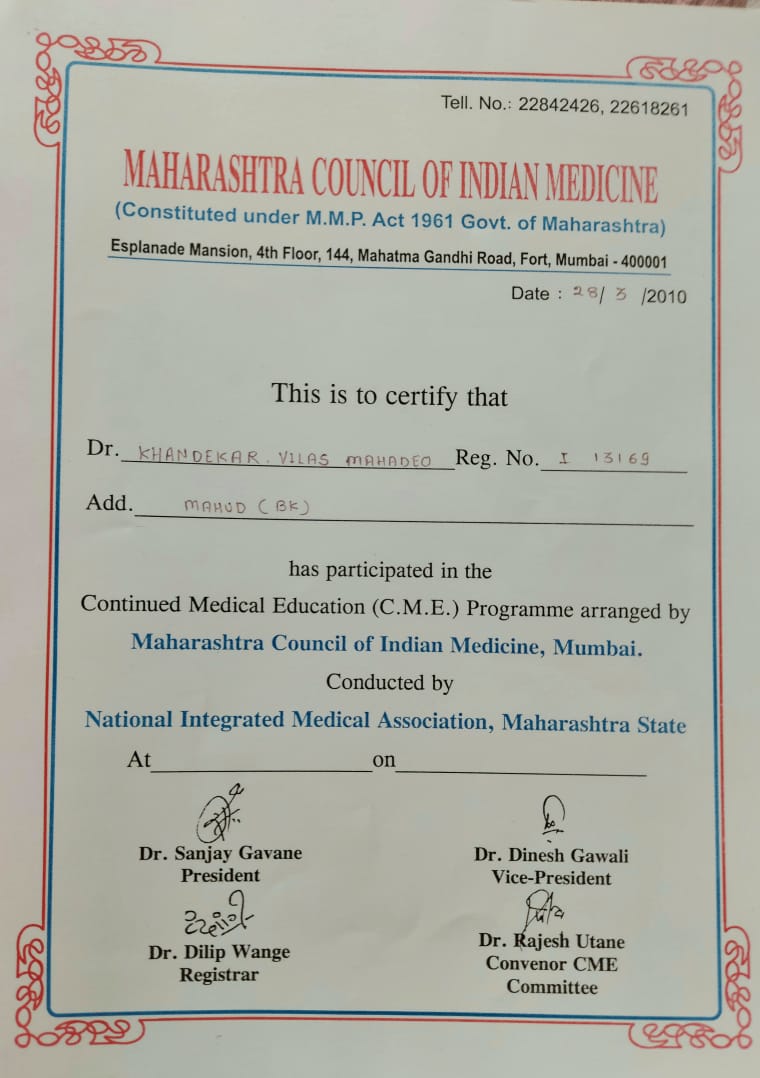 Tell. No.: 22842426, 22618261
MAHARASHTRA COUNCIL OF INDIAN MEDICINE
(Constituted under M.M.P. Act 1961 Govt. of Maharashtra)
Esplanade Mansion, 4th Floor, 144, Mahatma Gandhi Road, Fort, Mumbai - 400001
Date : 28/ 3 /2010
This is to certify that
Dr. KHANDEKAR. VILAS MAHADEO Reg. No. I 13169
Add. MAHUD (BK)
has participated in the
Continued Medical Education (C.M.E.) Programme arranged by
Maharashtra Council of Indian Medicine, Mumbai.
Conducted by
National Integrated Medical Association, Maharashtra State
At on
Dr. Sanjay Gavane Dr. Dinesh Gawali
President Vice-President
Dr. Dilip Wange Dr. Rajesh Utane
Registrar Convenor CME
Committee